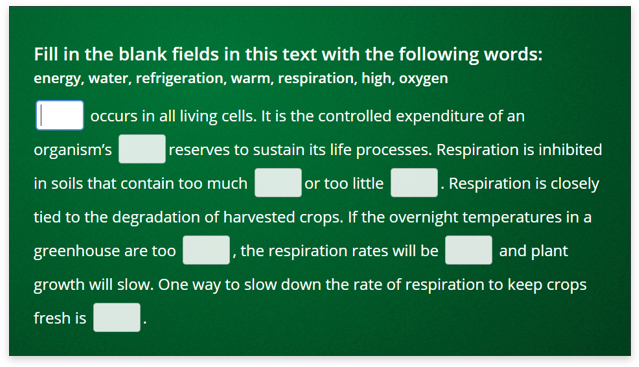 Fill in the blank fields in this text with the following words:
energy, water, refrigeration, warm, respiration, high, oxygen
occurs in all living cells. It is the controlled expenditure of an
organism’s reserves to sustain its life processes. Respiration is inhibited
in soils that contain too much or too little . Respiration is closely
tied to the degradation of harvested crops. If the overnight temperatures in a
greenhouse are too , the respiration rates will be and plant
growth will slow. One way to slow down the rate of respiration to keep crops
fresh is .